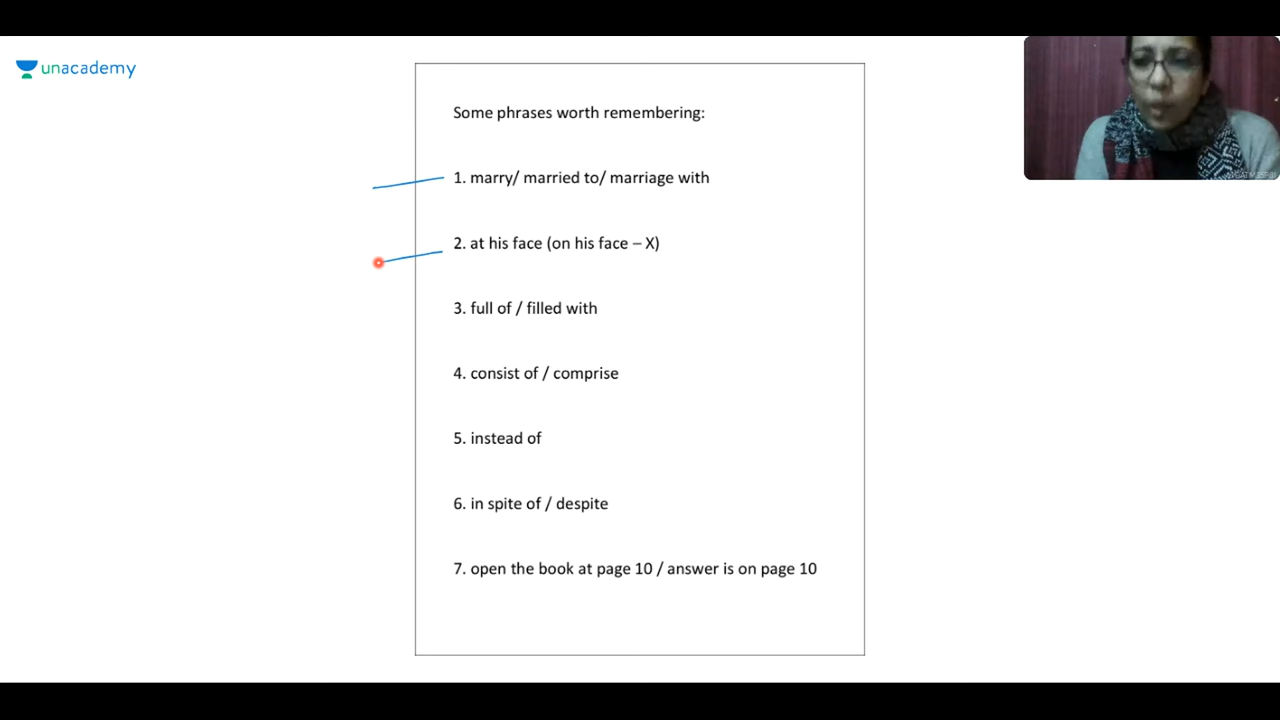 unacademy
Some phrases worth remembering:
1. marry/ married to/ marriage with
2. at his face (on his face – X)
3. full of / filled with
4. consist of / comprise
5. instead of
6. in spite of / despite
7. open the book at page 10 / answer is on page 10